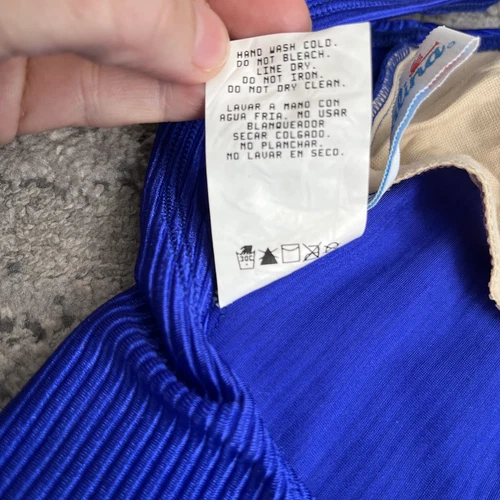 HAND WASH COLD.
DO NOT BLEACH.
LINE DRY.
DO NOT IRON.
DO NOT DRY CLEAN.
LAVAR A MANO CON
AGUA FRIA. NO USAR
BLANQUEADOR
SECAR COLGADO.
NO PLANCHAR.
NO LAVAR EN SECO.
30C